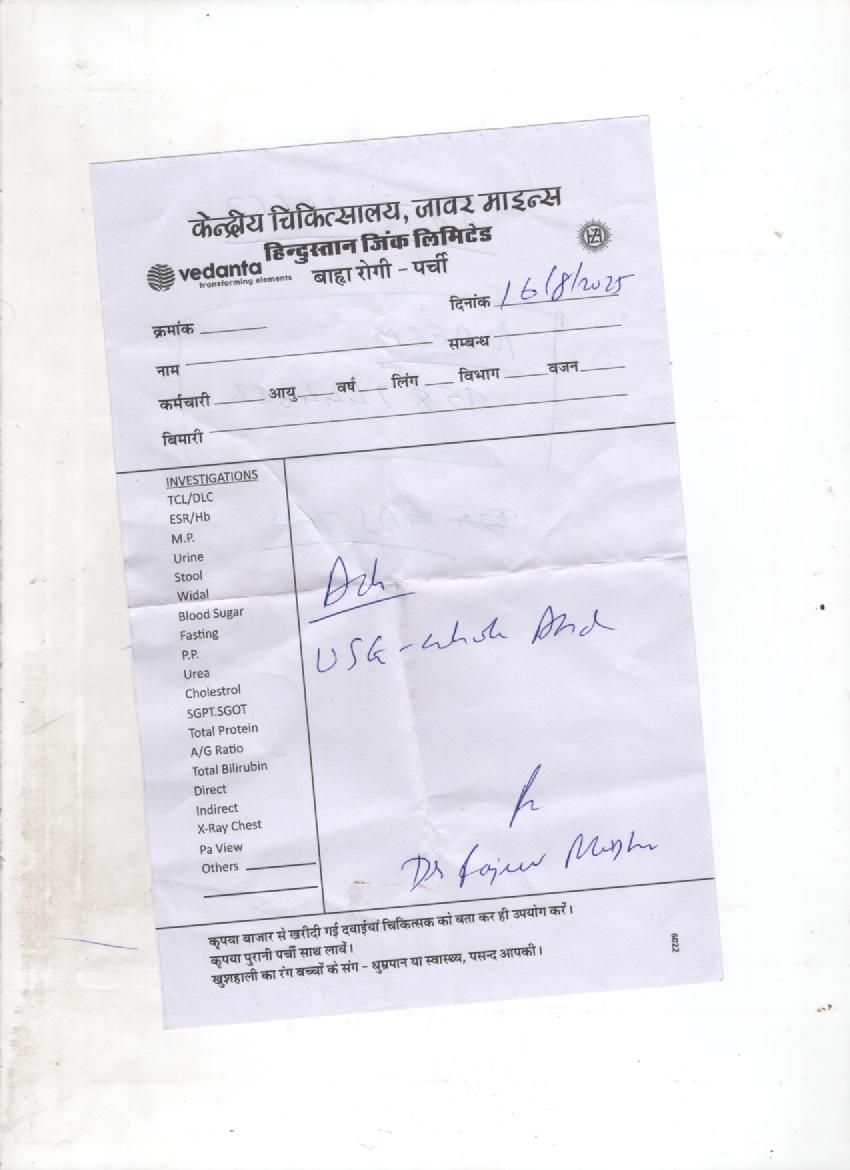 केन्द्रीय चिकित्सालय, जावर माइन्स
हिन्दुस्तान जिंक लिमिटेड
vedanta
transforming elements
बाह्य रोगी - पर्ची
दिनांक 16/8/2025
क्रमांक
नाम सम्बन्ध
कर्मचारी आयु वर्ष लिंग विभाग वजन
बिमारी
INVESTIGATIONS
TCL/DLC
ESR/Hb
M.P.
Urine
Stool
Widal
Blood Sugar
Fasting
P.P.
Urea
Cholestrol
SGPT.SGOT
Total Protein
A/G Ratio
Total Bilirubin
Direct
Indirect
X-Ray Chest
Pa View
Others
Adv
USG - whole Abd
Dr Rajeev
कृपया बाजार से खरीदी गई दवाईयां चिकित्सक को बता कर ही उपयोग करें।
कृपया पुरानी पर्ची साथ लावें।
खुशहाली का रंग बच्चों के संग - धुम्रपान या स्वास्थ्य, पसन्द आपकी।
6022